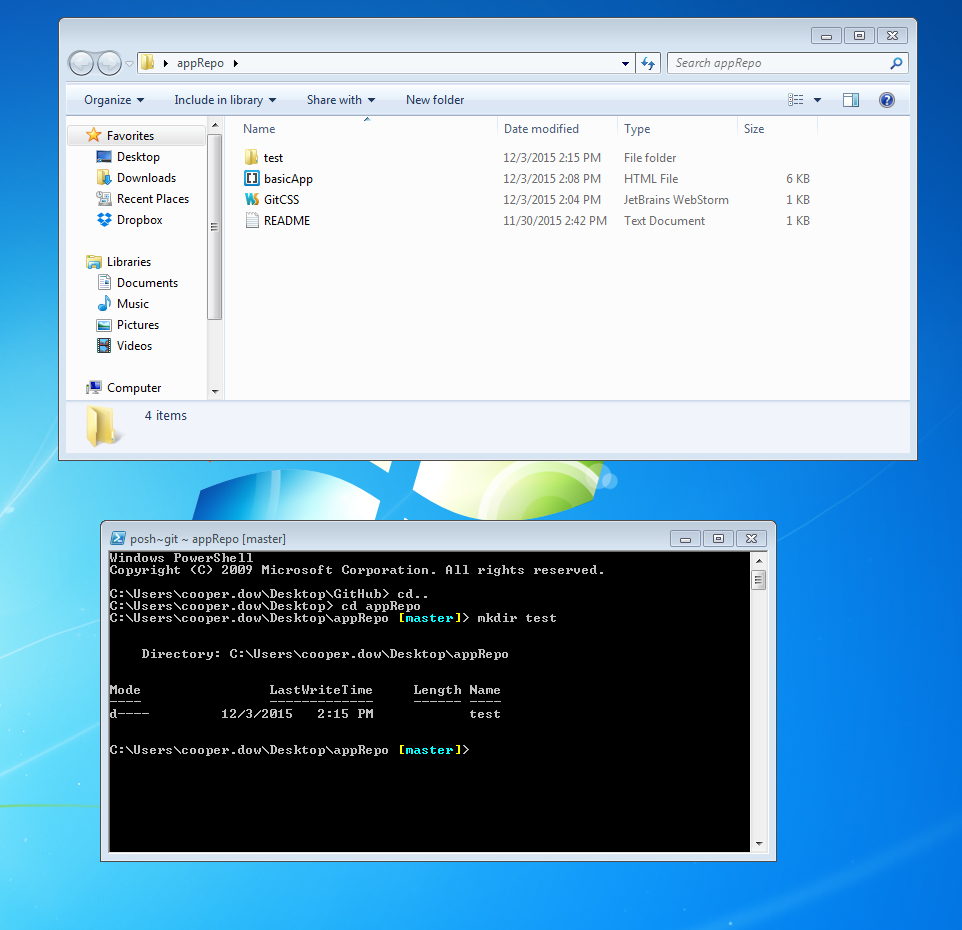 appRepo
Search appRepo
Organize Include in library Share with New folder
Name Date modified Type Size
Favorites
Desktop
Downloads
Recent Places
Dropbox
Libraries
Documents
Music
Pictures
Videos
Computer
test 12/3/2015 2:15 PM File folder
basicApp 12/3/2015 2:08 PM HTML File 6 KB
GitCSS 12/3/2015 2:04 PM JetBrains WebStorm 1 KB
README 11/30/2015 2:42 PM Text Document 1 KB
4 items
posh~git ~ appRepo [master]
Windows PowerShell
Copyright (C) 2009 Microsoft Corporation. All rights reserved.
C:\Users\cooper.dow\Desktop\GitHub> cd..
C:\Users\cooper.dow\Desktop> cd appRepo
C:\Users\cooper.dow\Desktop\appRepo [master]> mkdir test
Directory: C:\Users\cooper.dow\Desktop\appRepo
Mode LastWriteTime Length Name
---- ------------- ------ ----
d---- 12/3/2015 2:15 PM test
C:\Users\cooper.dow\Desktop\appRepo [master]>